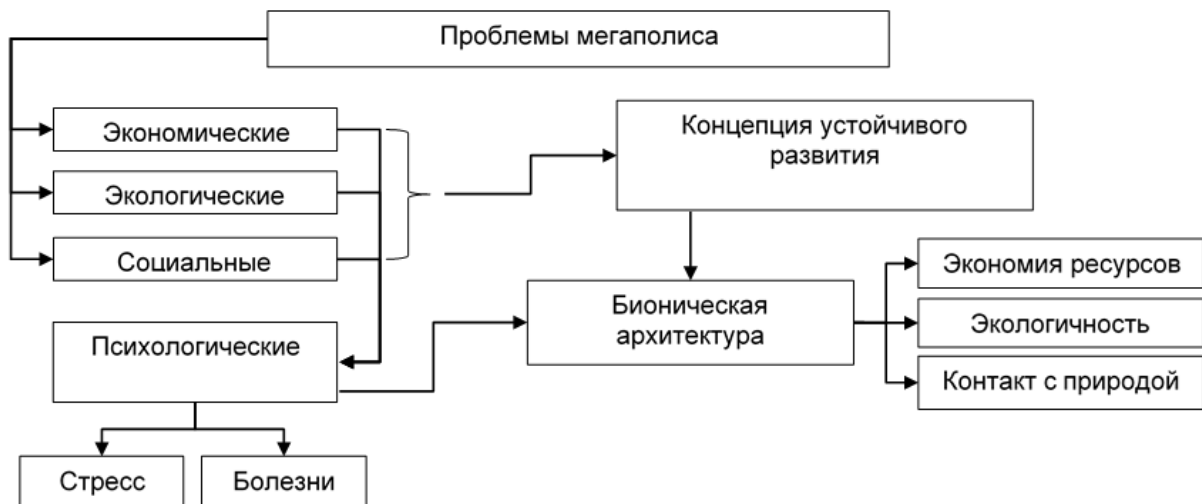 Проблемы мегаполиса
Экономические
Экологические
Социальные
Психологические
Стресс
Болезни
Концепция устойчивого
развития
Бионическая
архитектура
Экономия ресурсов
Экологичность
Контакт с природой